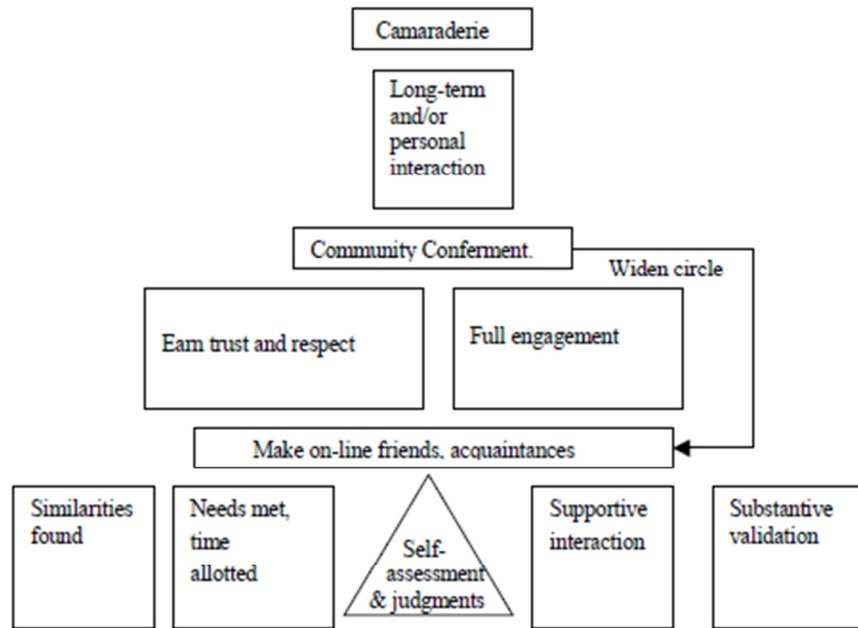 Camaraderie
Long-term
and/or
personal
interaction
Community Conferment.
Widen circle
Earn trust and respect
Full engagement
Make on-line friends, acquaintances
Similarities
found
Needs met,
time
allotted
Self-
assessment
& judgments
Supportive
interaction
Substantive
validation